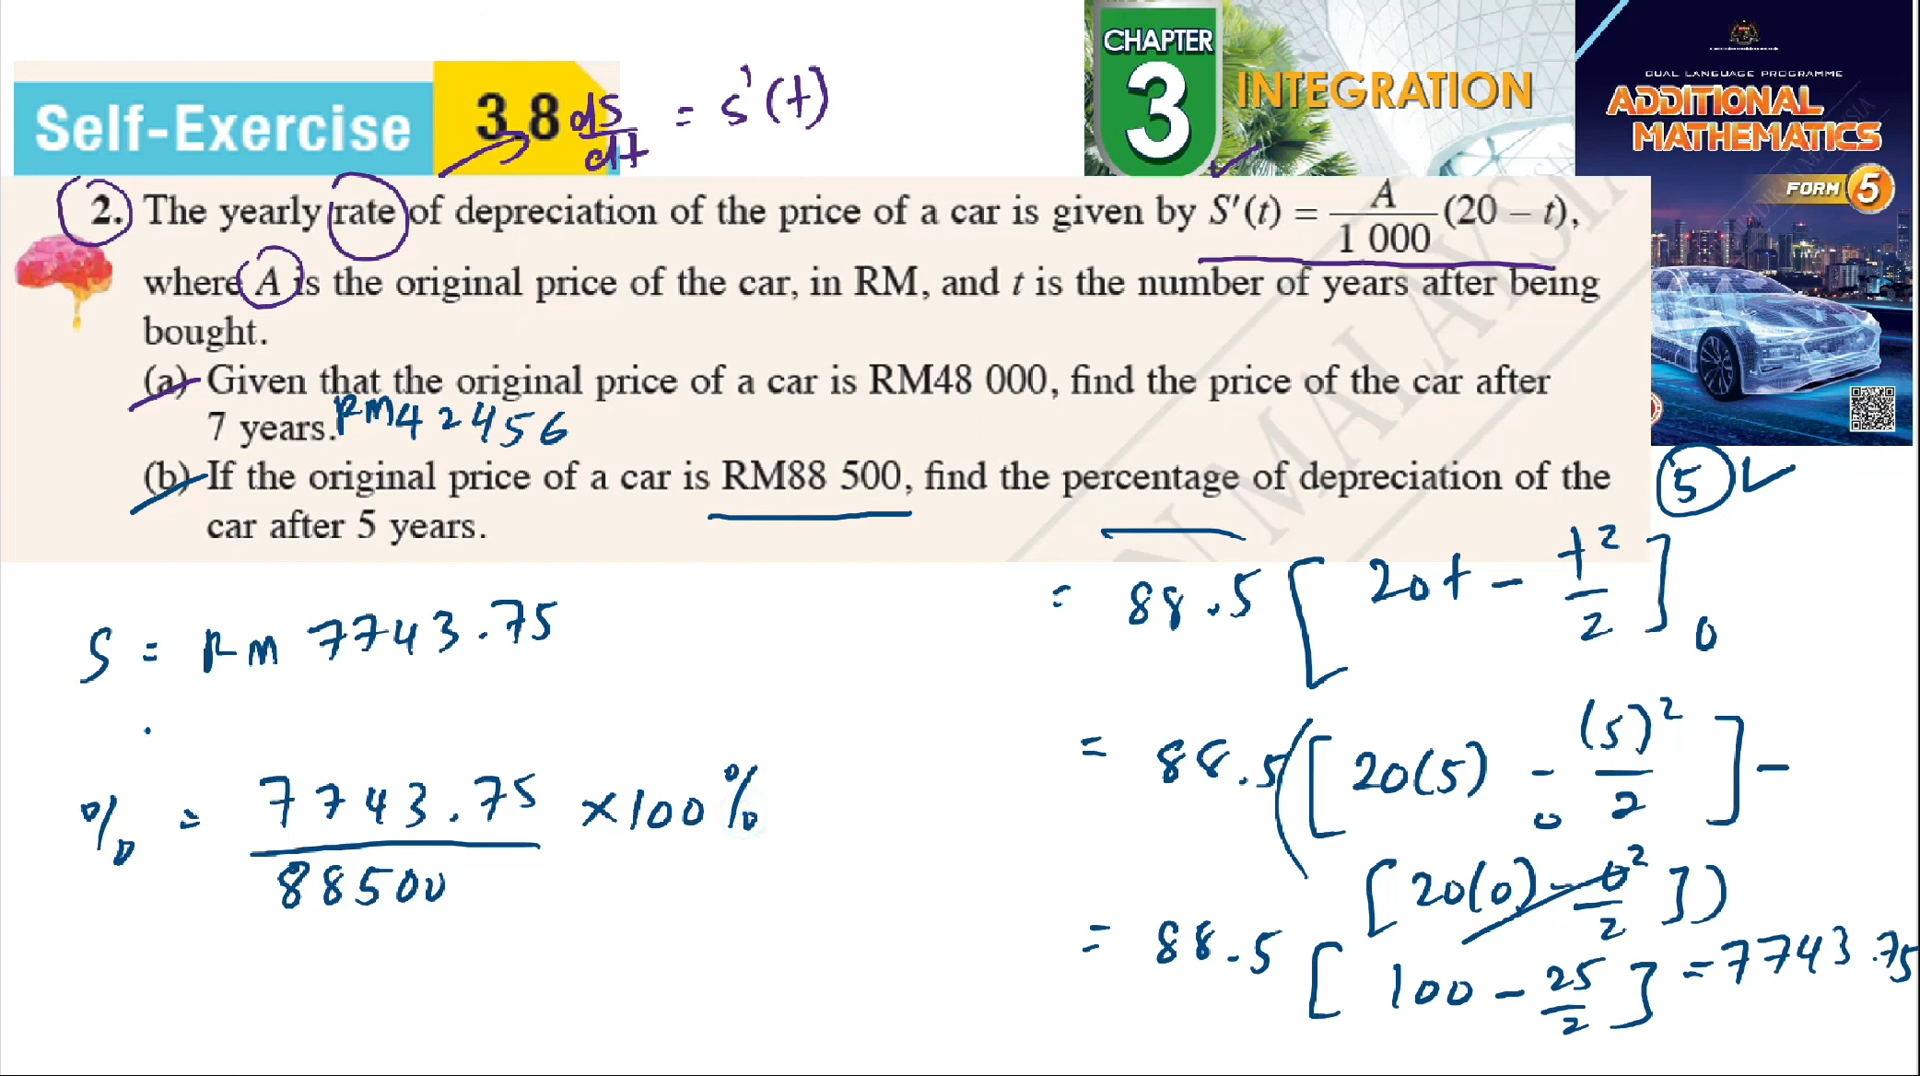 CHAPTER
3
INTEGRATION
DUAL LANGUAGE PROGRAMME
ADDITIONAL
MATHEMATICS
FORM 5
Self-Exercise 3.8
dS/dt = s'(t)
2. The yearly rate of depreciation of the price of a car is given by S′(t) = A/1 000 (20 – t),
where A is the original price of the car, in RM, and t is the number of years after being
bought.
(a) Given that the original price of a car is RM48 000, find the price of the car after
7 years. RM42456
(b) If the original price of a car is RM88 500, find the percentage of depreciation of the
car after 5 years.
5
= 88.5 [ 20t - t²/2 ] 0
= 88.5 ( [ 20(5) - (5)²/2 ] -
0
[ 20(0) - 0²/2 ] )
= 88.5 [ 100 - 25/2 ] = 7743.75
S = RM 7743.75
% = 7743.75/88500 × 100%